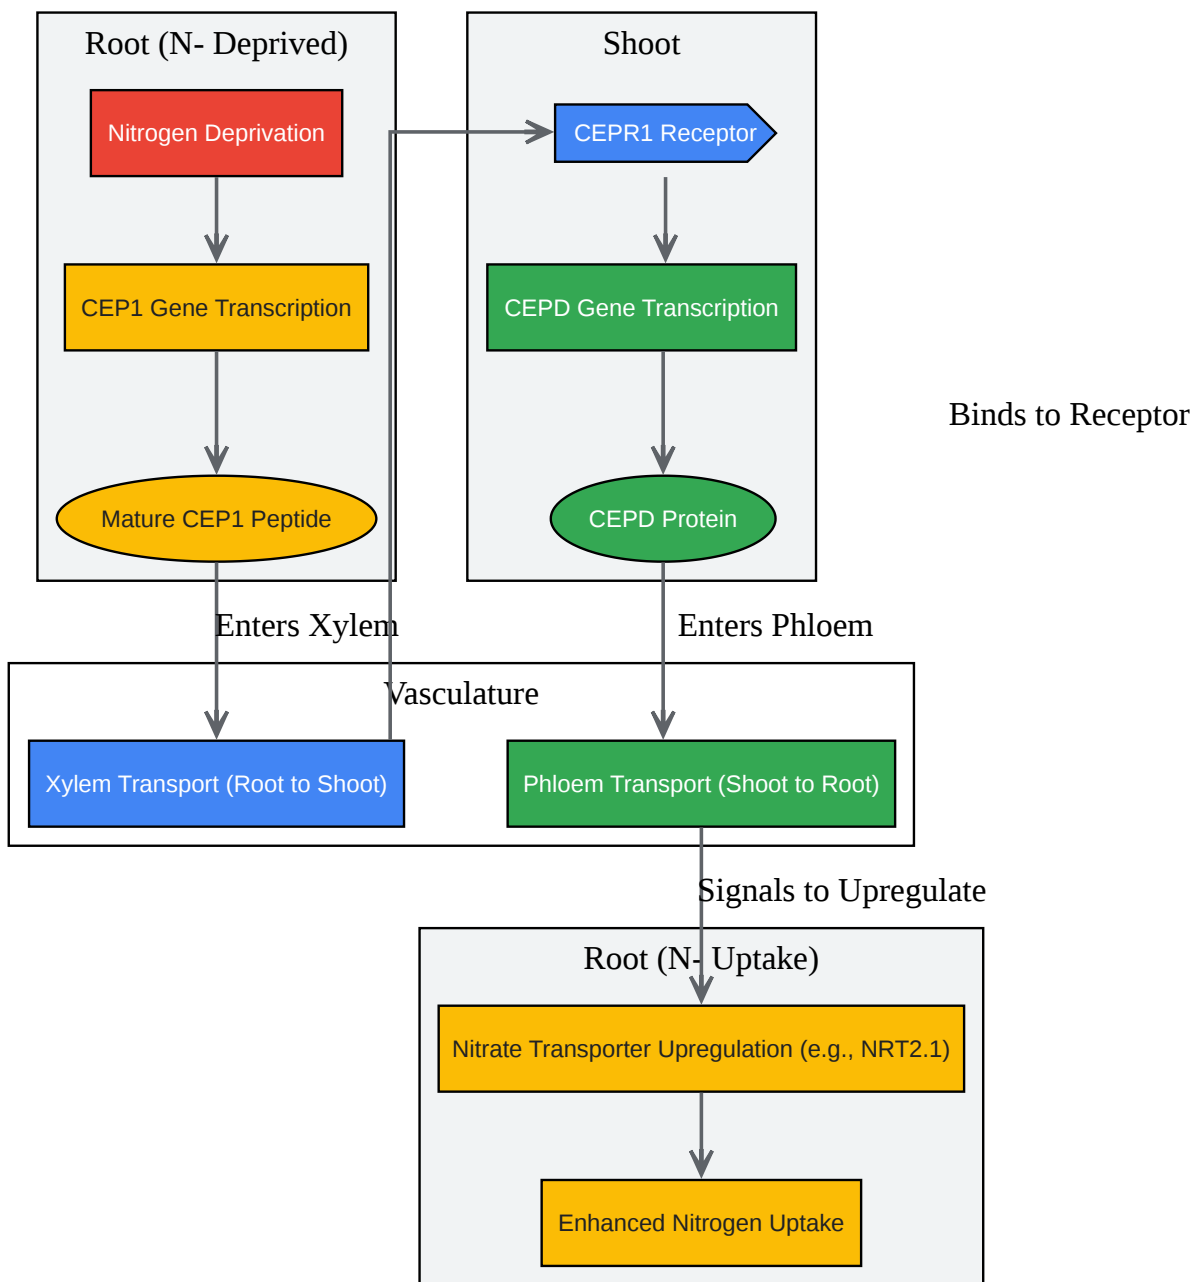 Root (N- Deprived)
Shoot
Nitrogen Deprivation
CEPR1 Receptor
CEP1 Gene Transcription
CEPD Gene Transcription
Binds to Receptor
Mature CEP1 Peptide
CEPD Protein
Enters Xylem
Enters Phloem
Vasculature
Xylem Transport (Root to Shoot)
Phloem Transport (Shoot to Root)
Signals to Upregulate
Root (N- Uptake)
Nitrate Transporter Upregulation (e.g., NRT2.1)
Enhanced Nitrogen Uptake